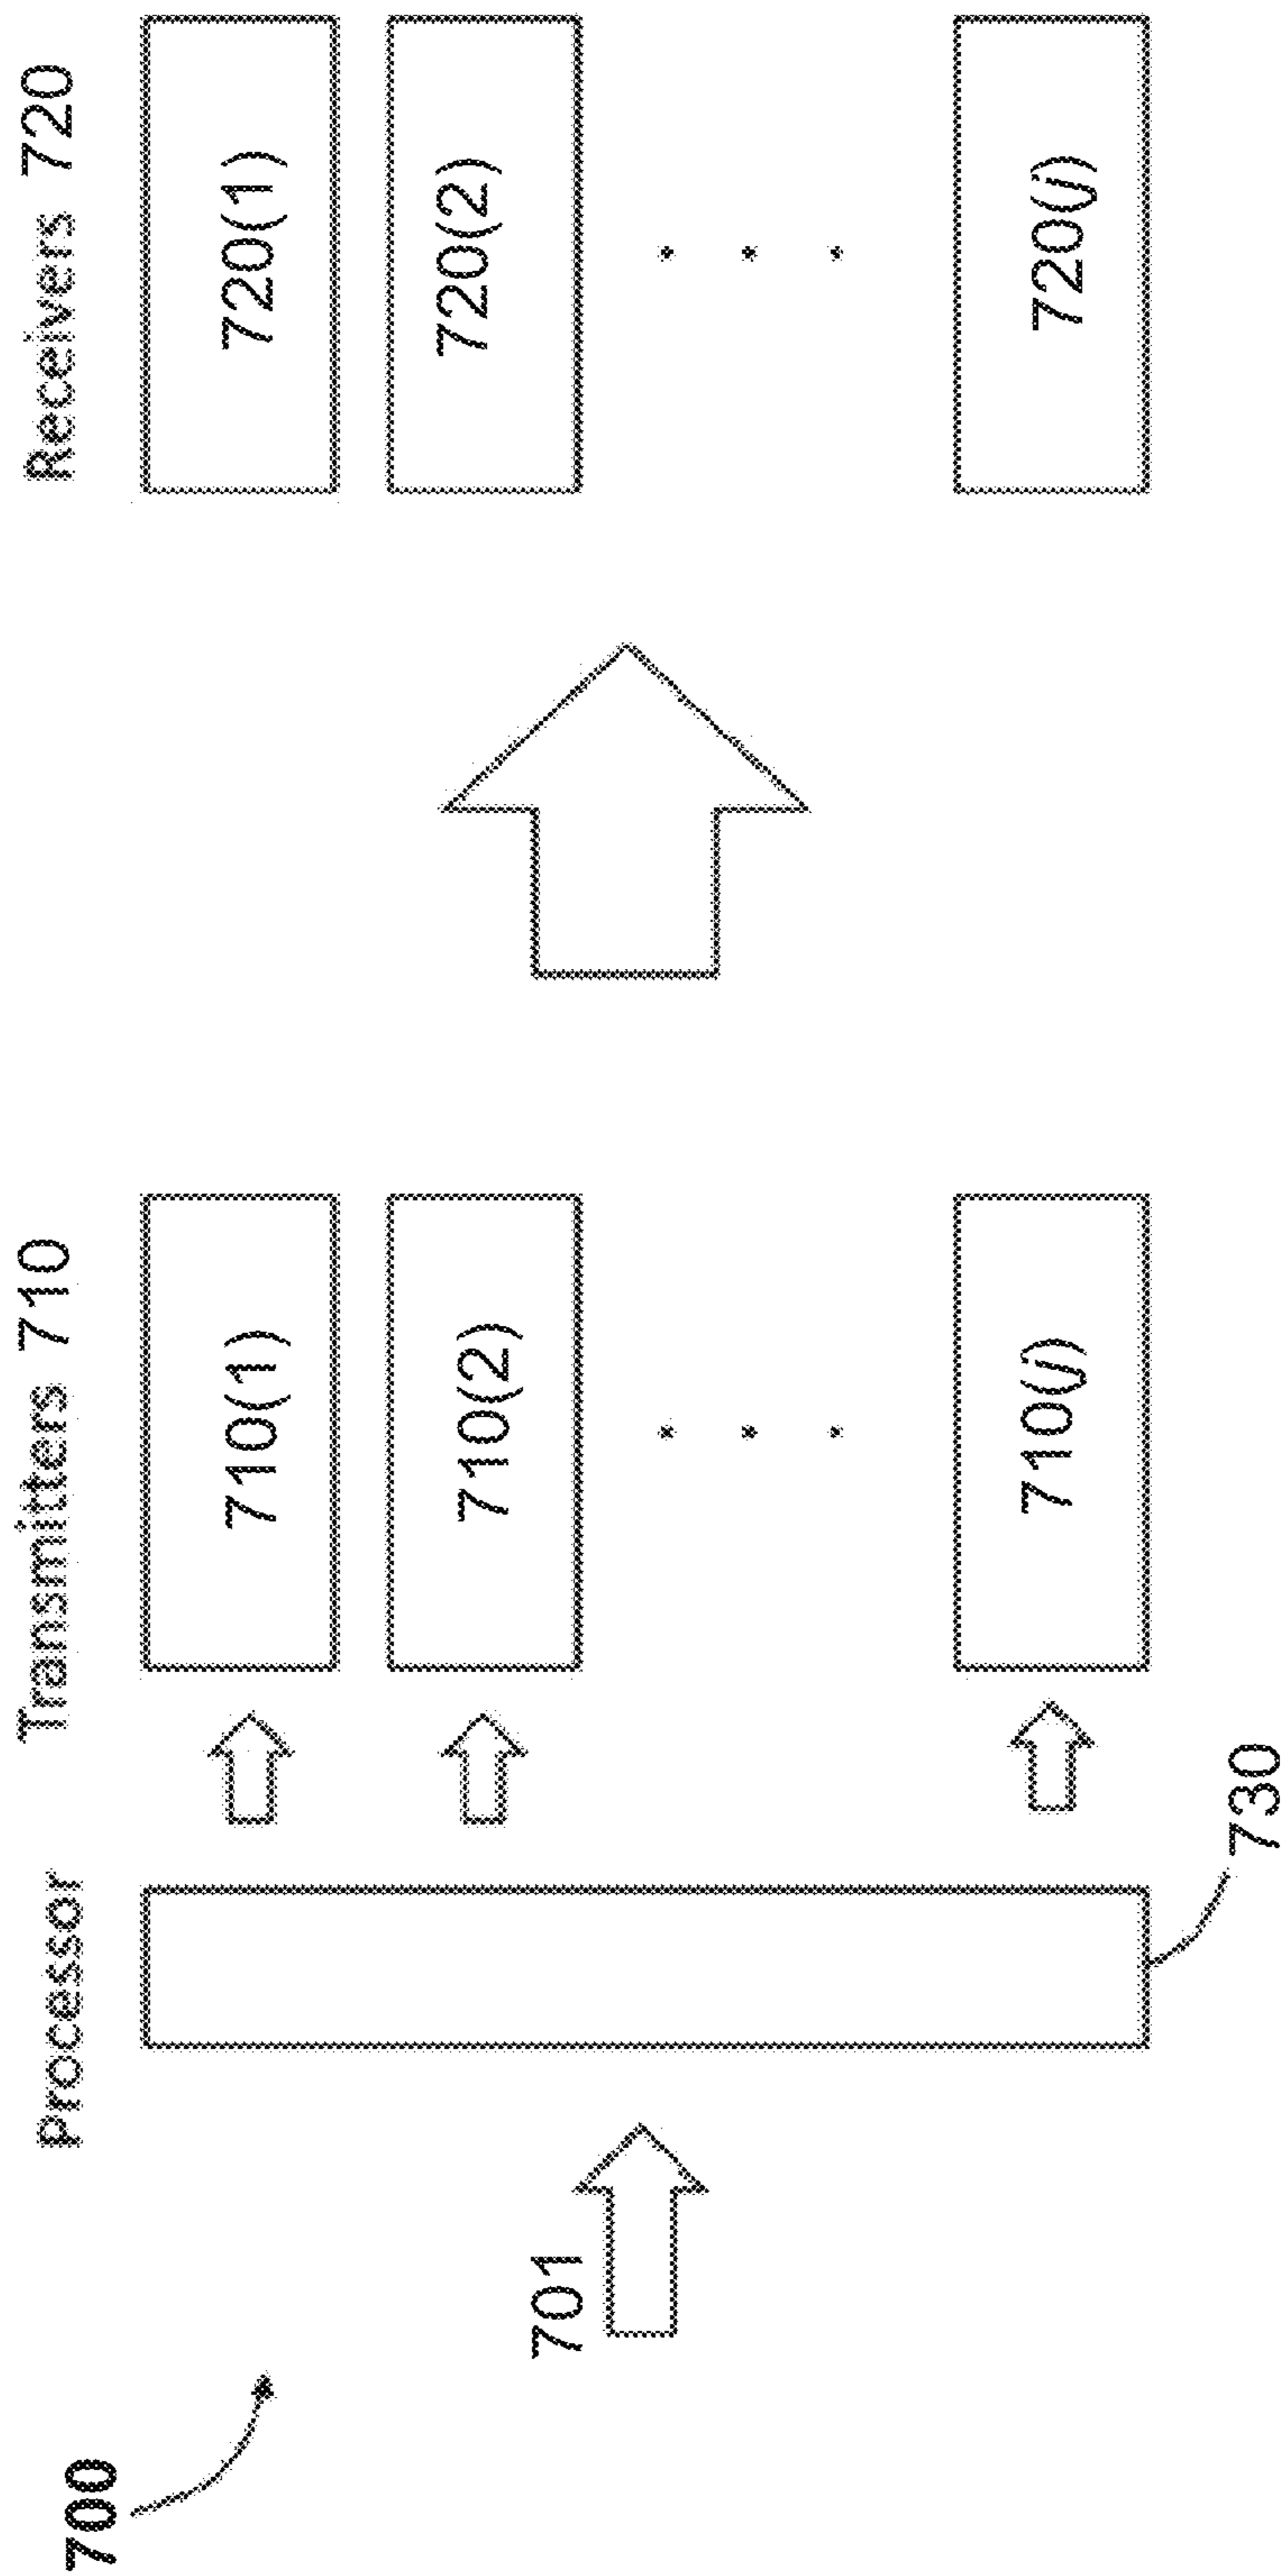 700
701
Processor
730
Transmitters 710
710(1)
710(2)
710(j)
Receivers 720
720(1)
720(2)
720(j)